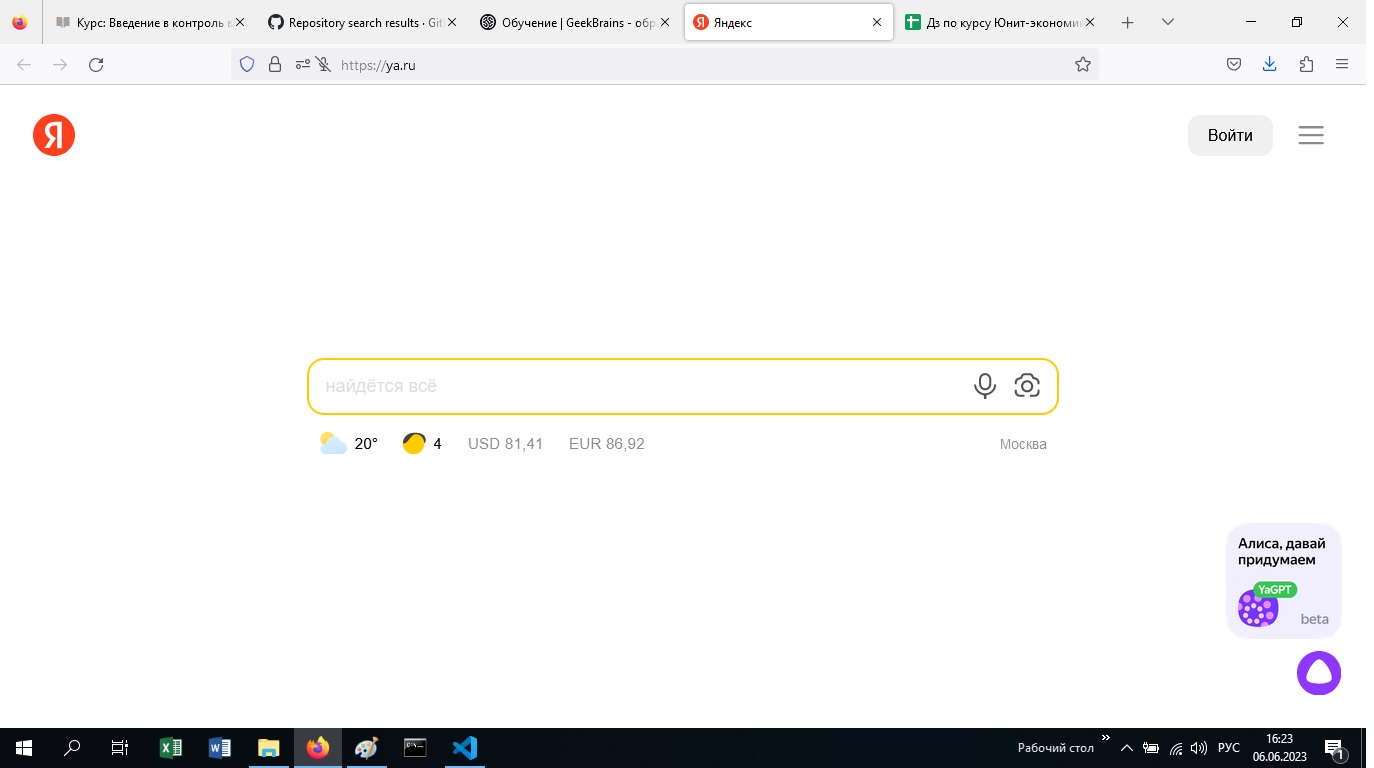 Курс: Введение в контроль в
Repository search results · Git
Обучение | GeekBrains - обр
Яндекс
Дз по курсу Юнит-экономи
https://ya.ru
Я
Войти
найдётся всё
20° 4 USD 81,41 EUR 86,92 Москва
Алиса, давай
придумаем
YaGPT
beta
Рабочий стол
РУС
16:23
06.06.2023
1